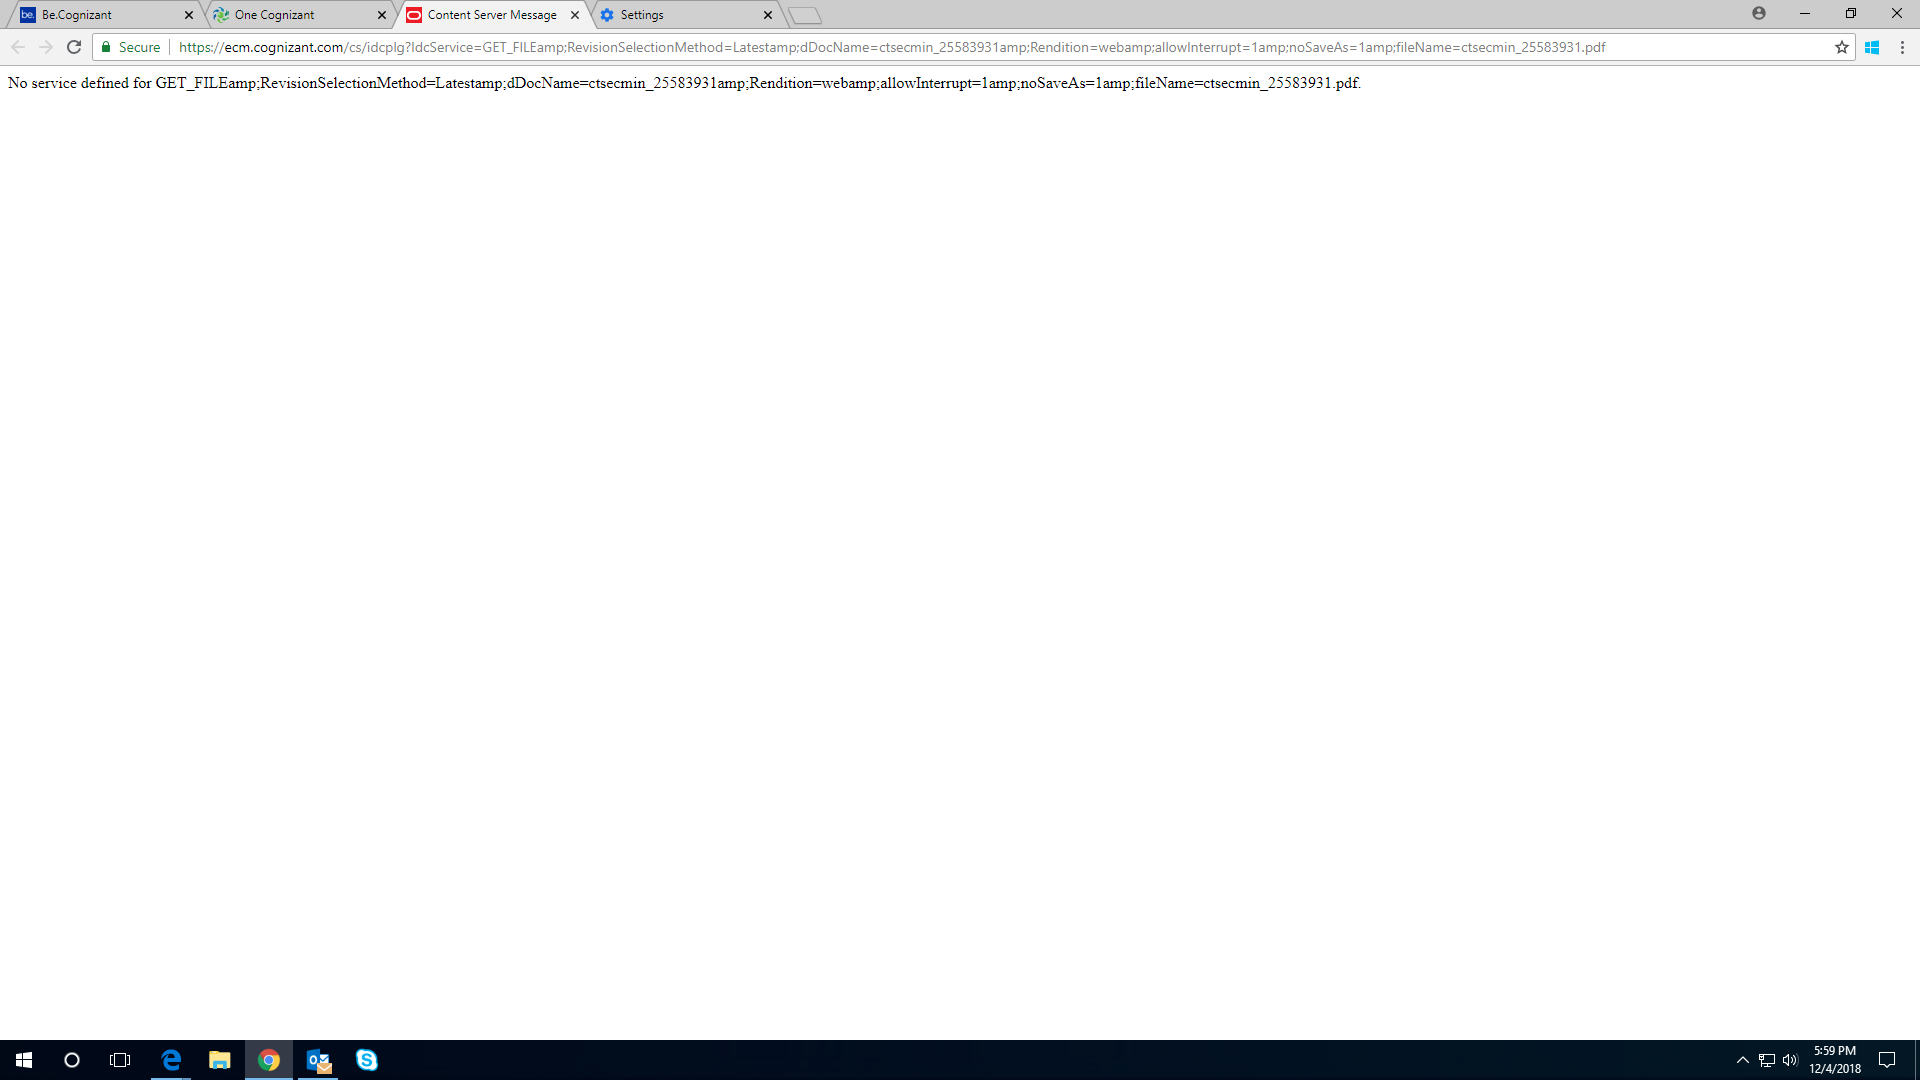 be. Be.Cognizant
One Cognizant
Content Server Message
Settings
Secure
https://ecm.cognizant.com/cs/idcplg?IdcService=GET_FILEamp;RevisionSelectionMethod=Latestamp;dDocName=ctsecmin_25583931amp;Rendition=webamp;allowInterrupt=1amp;noSaveAs=1amp;fileName=ctsecmin_25583931.pdf
No service defined for GET_FILEamp;RevisionSelectionMethod=Latestamp;dDocName=ctsecmin_25583931amp;Rendition=webamp;allowInterrupt=1amp;noSaveAs=1amp;fileName=ctsecmin_25583931.pdf.
5:59 PM
12/4/2018